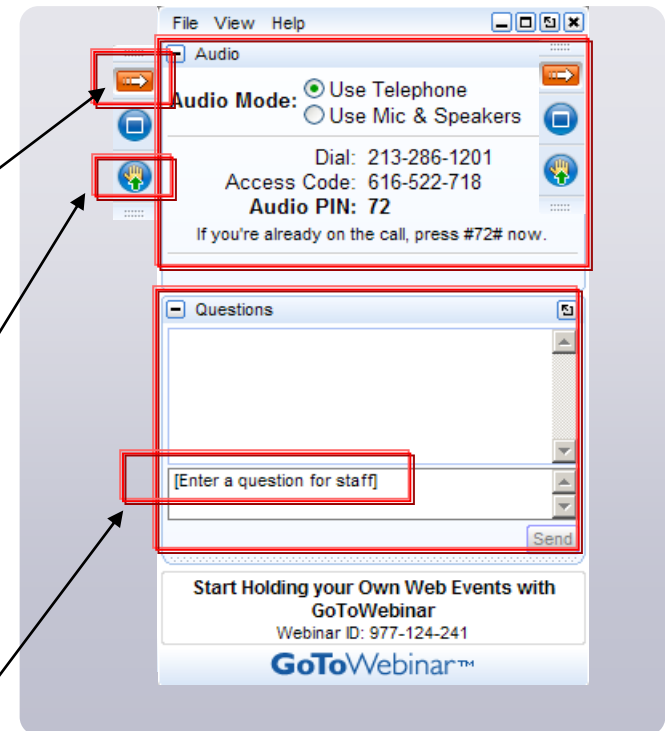 File View Help
Audio
Audio Mode: Use Telephone
Use Mic & Speakers
Dial: 213-286-1201
Access Code: 616-522-718
Audio PIN: 72
If you're already on the call, press #72# now.
Questions
[Enter a question for staff]
Send
Start Holding your Own Web Events with
GoToWebinar
Webinar ID: 977-124-241
GoToWebinar™